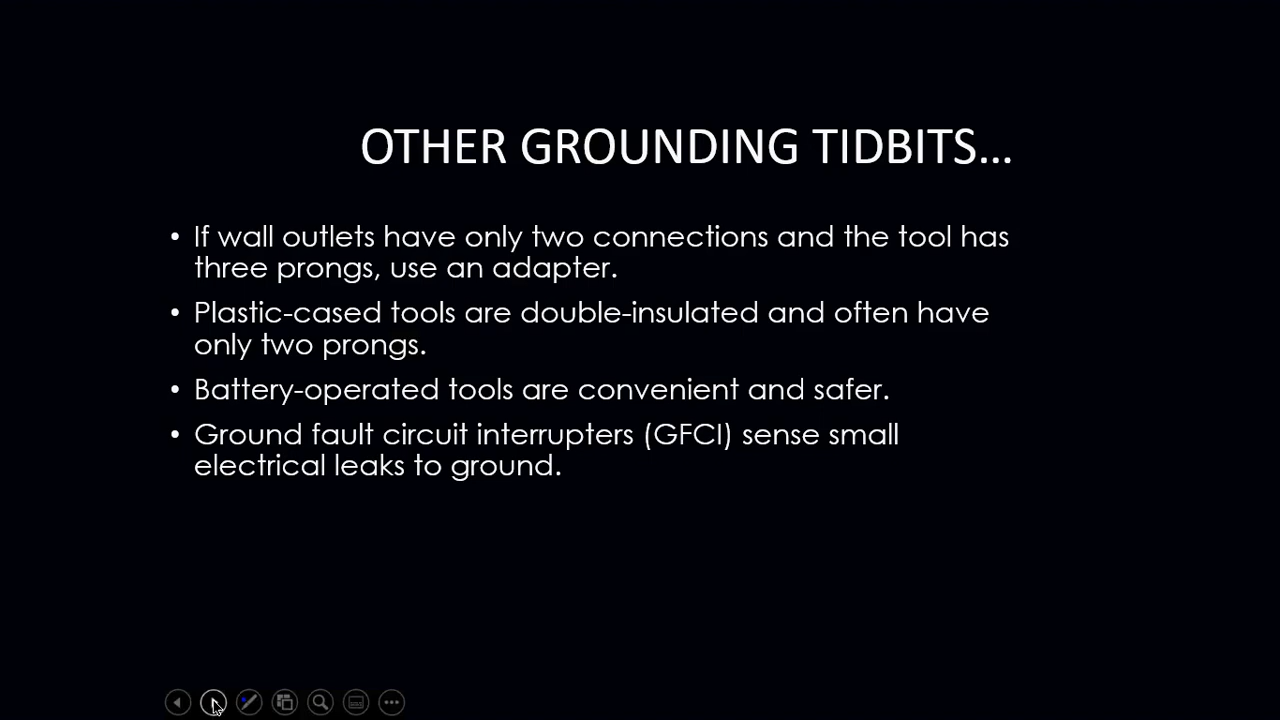 OTHER GROUNDING TIDBITS...
• If wall outlets have only two connections and the tool has
three prongs, use an adapter.
• Plastic-cased tools are double-insulated and often have
only two prongs.
• Battery-operated tools are convenient and safer.
• Ground fault circuit interrupters (GFCI) sense small
electrical leaks to ground.